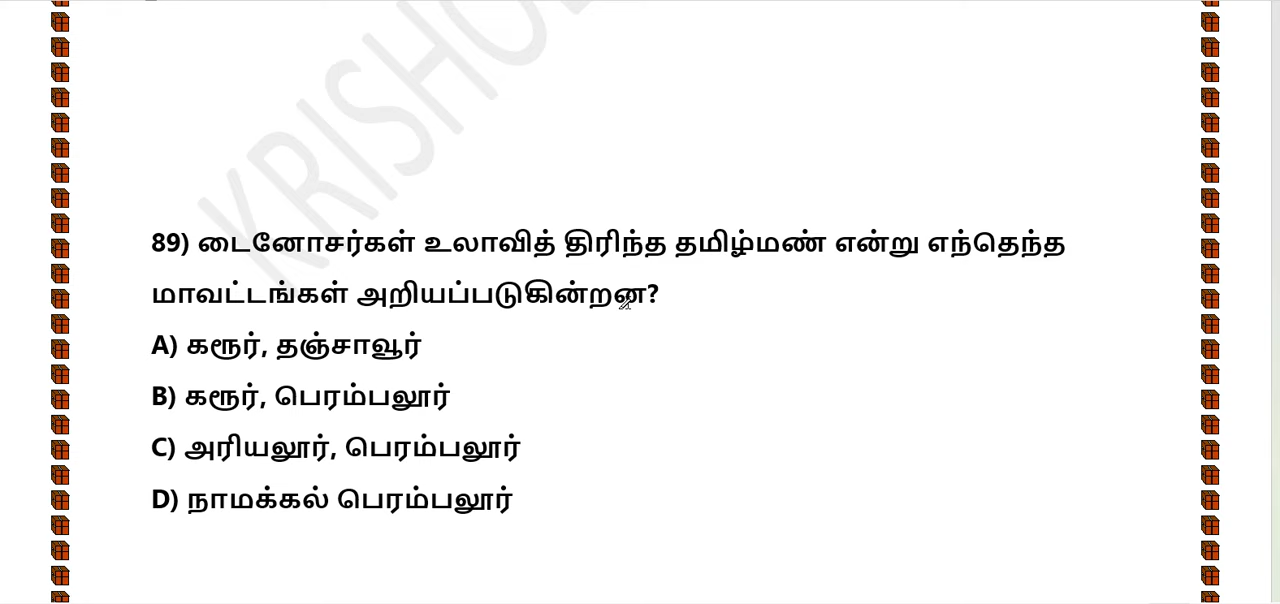 KRISHO
89) டைனோசர்கள் உலாவித் திரிந்த தமிழ்மண் என்று எந்தெந்த
மாவட்டங்கள் அறியப்படுகின்றன?
A) கரூர், தஞ்சாவூர்
B) கரூர், பெரம்பலூர்
C) அரியலூர், பெரம்பலூர்
D) நாமக்கல் பெரம்பலூர்